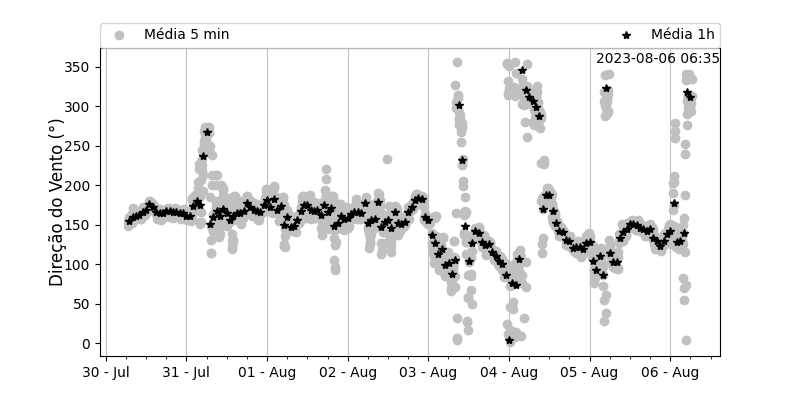 Média 5 min
Média 1h
2023-08-06 06:35
Direção do Vento (°)
350
300
250
200
150
100
50
0
30 - Jul
31 - Jul
01 - Aug
02 - Aug
03 - Aug
04 - Aug
05 - Aug
06 - Aug